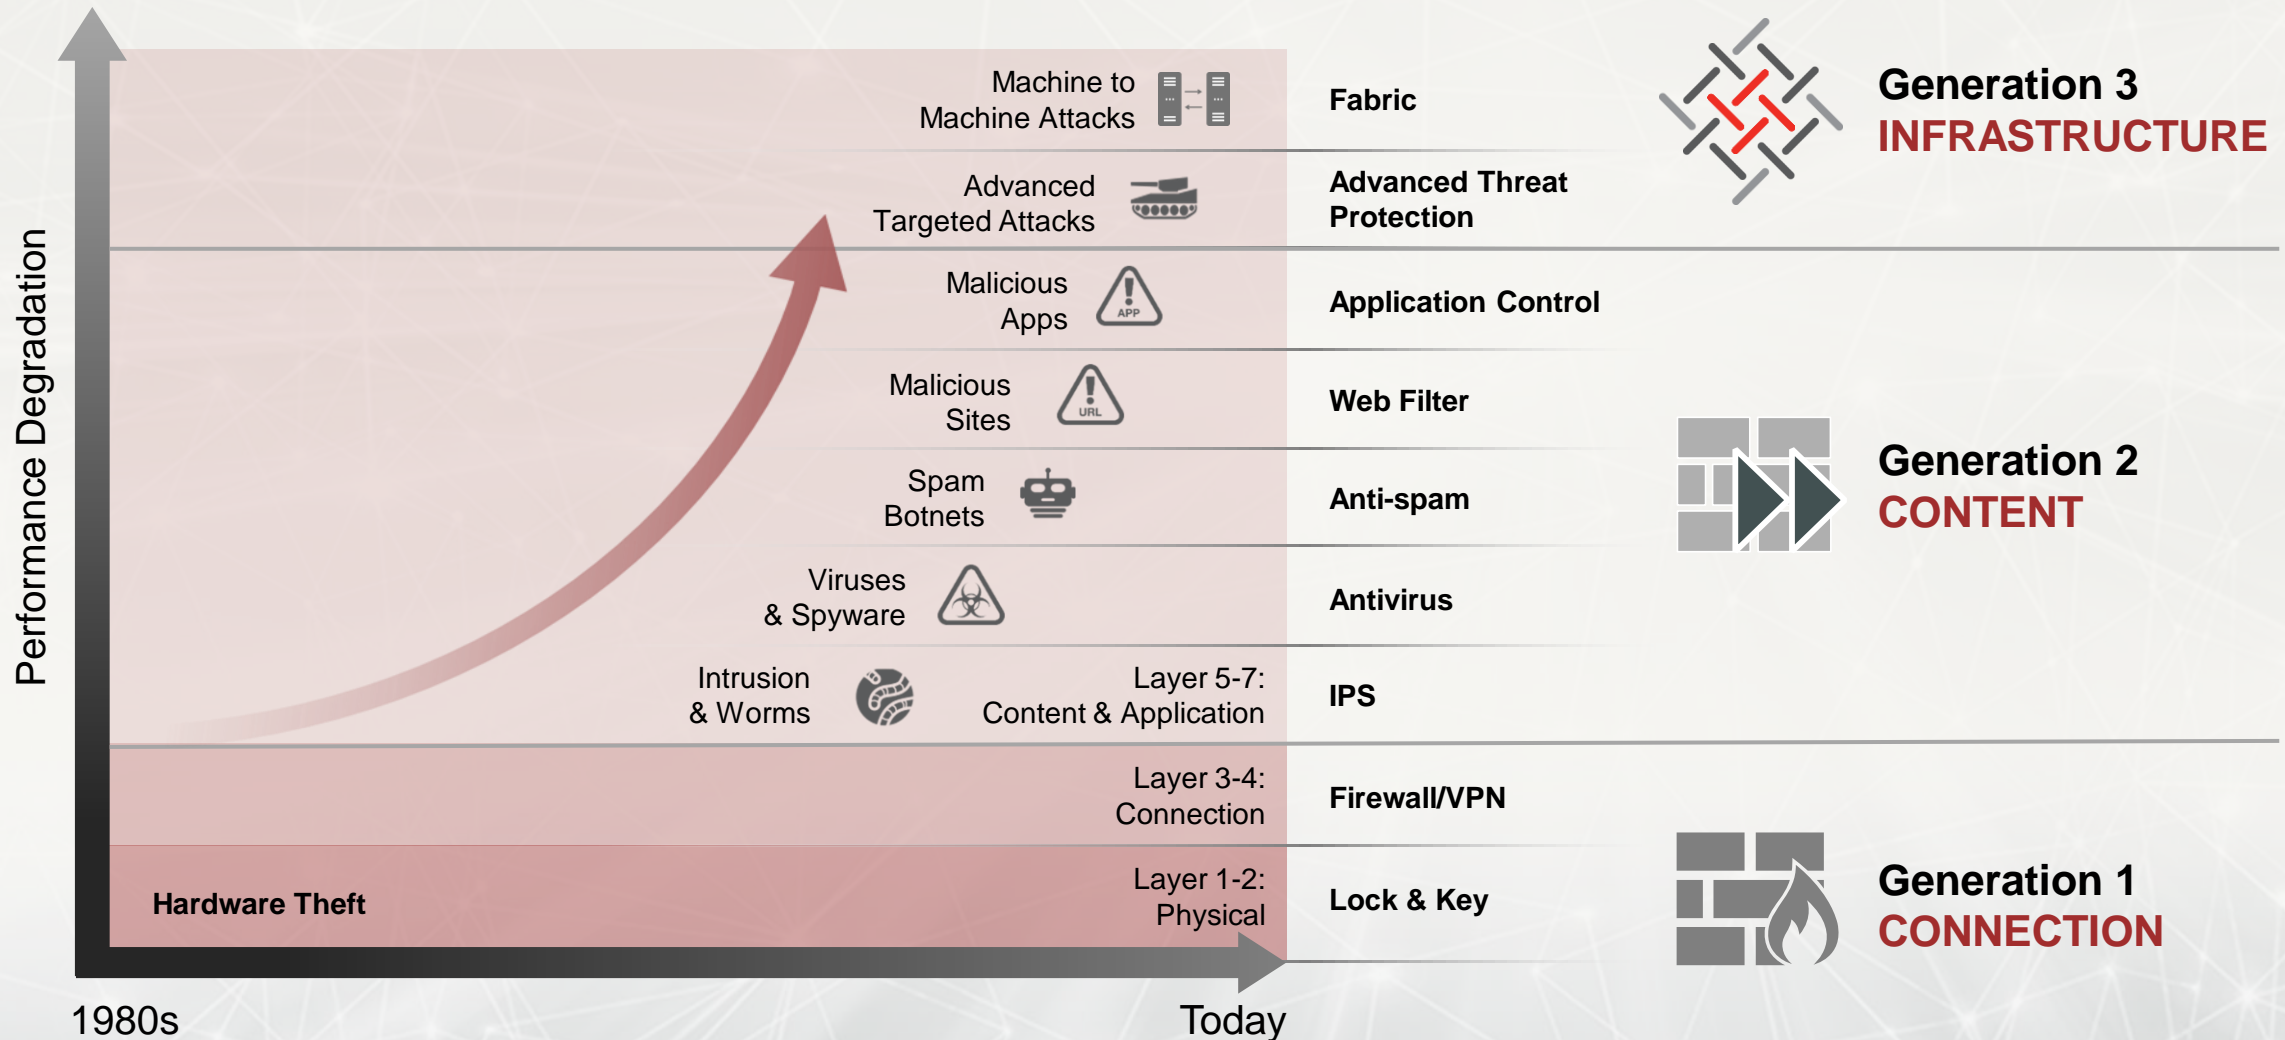 Performance Degradation
Machine to
Machine Attacks
Fabric
Generation 3
INFRASTRUCTURE
Advanced
Targeted Attacks
Advanced Threat
Protection
Malicious
Apps
APP
Application Control
Malicious
Sites
URL
Web Filter
Spam
Botnets
Anti-spam
Generation 2
CONTENT
Viruses
& Spyware
Antivirus
Intrusion
& Worms
Layer 5-7:
Content & Application
IPS
Layer 3-4:
Connection
Firewall/VPN
Hardware Theft
Layer 1-2:
Physical
Lock & Key
Generation 1
CONNECTION
1980s
Today